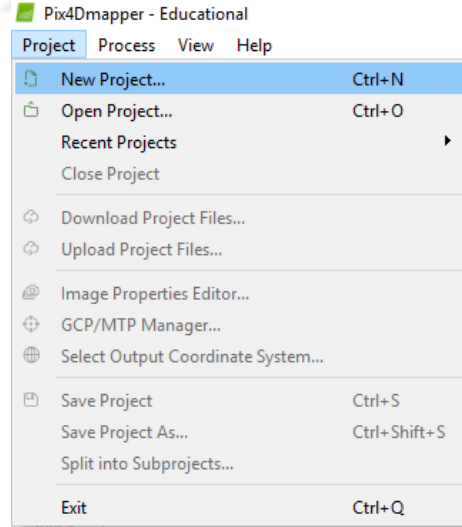 Pix4Dmapper - Educational
Project Process View Help
New Project... Ctrl+N
Open Project... Ctrl+O
Recent Projects
Close Project
Download Project Files...
Upload Project Files...
Image Properties Editor...
GCP/MTP Manager...
Select Output Coordinate System...
Save Project Ctrl+S
Save Project As... Ctrl+Shift+S
Split into Subprojects...
Exit Ctrl+Q